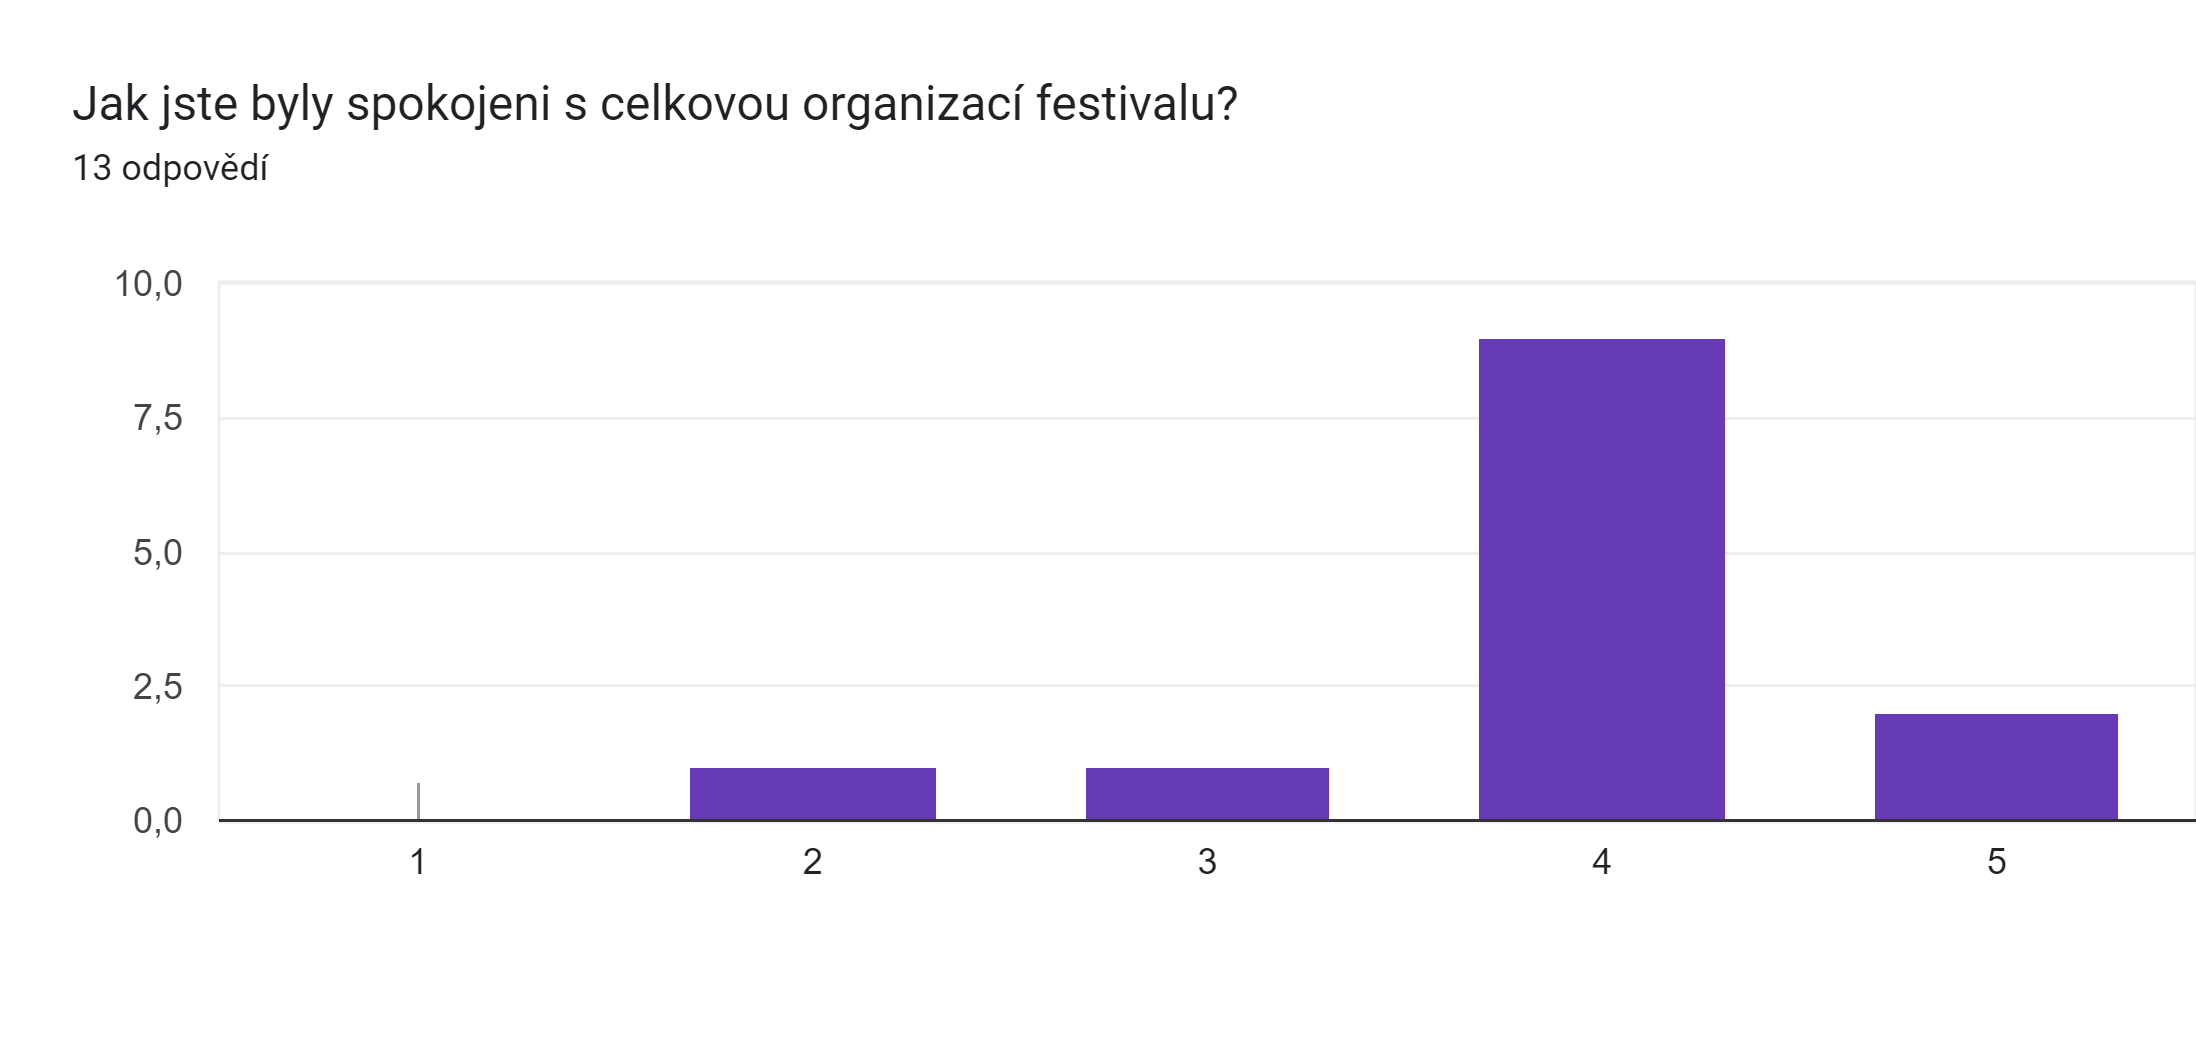 Jak jste byly spokojeni s celkovou organizací festivalu?
13 odpovědí
10,0
7,5
5,0
2,5
0,0
1 2 3 4 5